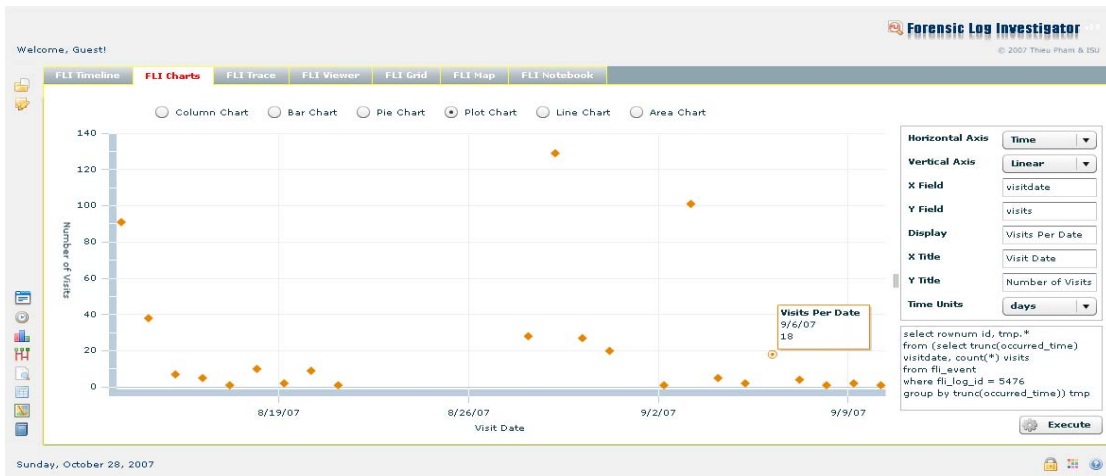 Forensic Log Investigator
Welcome, Guest!
© 2007 Thieu Pham & ISU
FLI Timeline
FLI Charts
FLI Trace
FLI Viewer
FLI Grid
FLI Map
FLI Notebook
Column Chart
Bar Chart
Pie Chart
Plot Chart
Line Chart
Area Chart
140
120
100
80
60
40
20
0
Number of Visits
8/19/07
8/26/07
9/2/07
9/9/07
Visit Date
Visits Per Date
9/6/07
18
Horizontal Axis Time
Vertical Axis Linear
X Field visitdate
Y Field visits
Display Visits Per Date
X Title Visit Date
Y Title Number of Visits
Time Units days
select rownum id, tmp.*
from (select trunc(occurred_time)
visitdate, count(*) visits
from fli_event
where fli_log_id = 5476
group by trunc(occurred_time)) tmp
Execute
Sunday, October 28, 2007